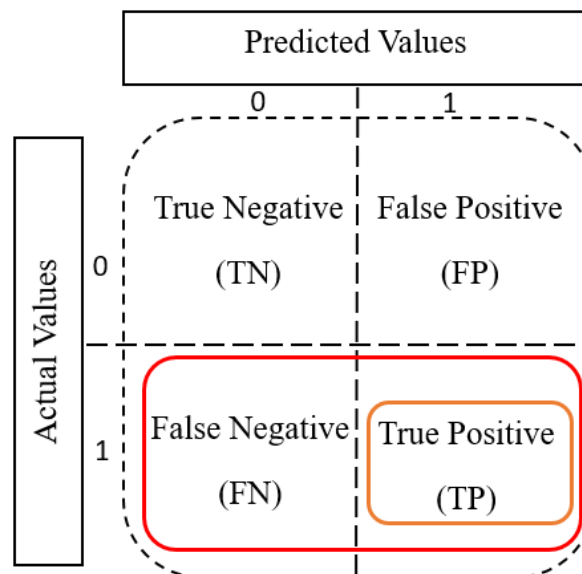 Predicted Values
0 1
True Negative False Positive
(TN) (FP)
Actual Values
0
False Negative True Positive
(FN) (TP)
1